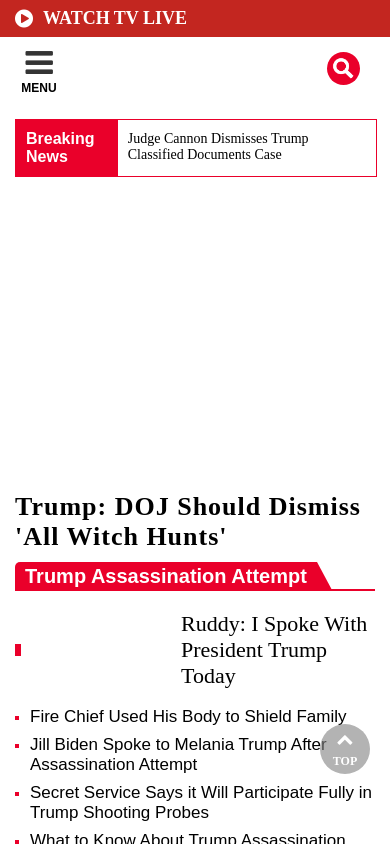 WATCH TV LIVE
MENU
Breaking
News
Judge Cannon Dismisses Trump
Classified Documents Case
Trump: DOJ Should Dismiss
'All Witch Hunts'
Trump Assassination Attempt
Ruddy: I Spoke With
President Trump
Today
Fire Chief Used His Body to Shield Family
Jill Biden Spoke to Melania Trump After
Assassination Attempt
TOP
Secret Service Says it Will Participate Fully in
Trump Shooting Probes
What to Know About Trump Assassination